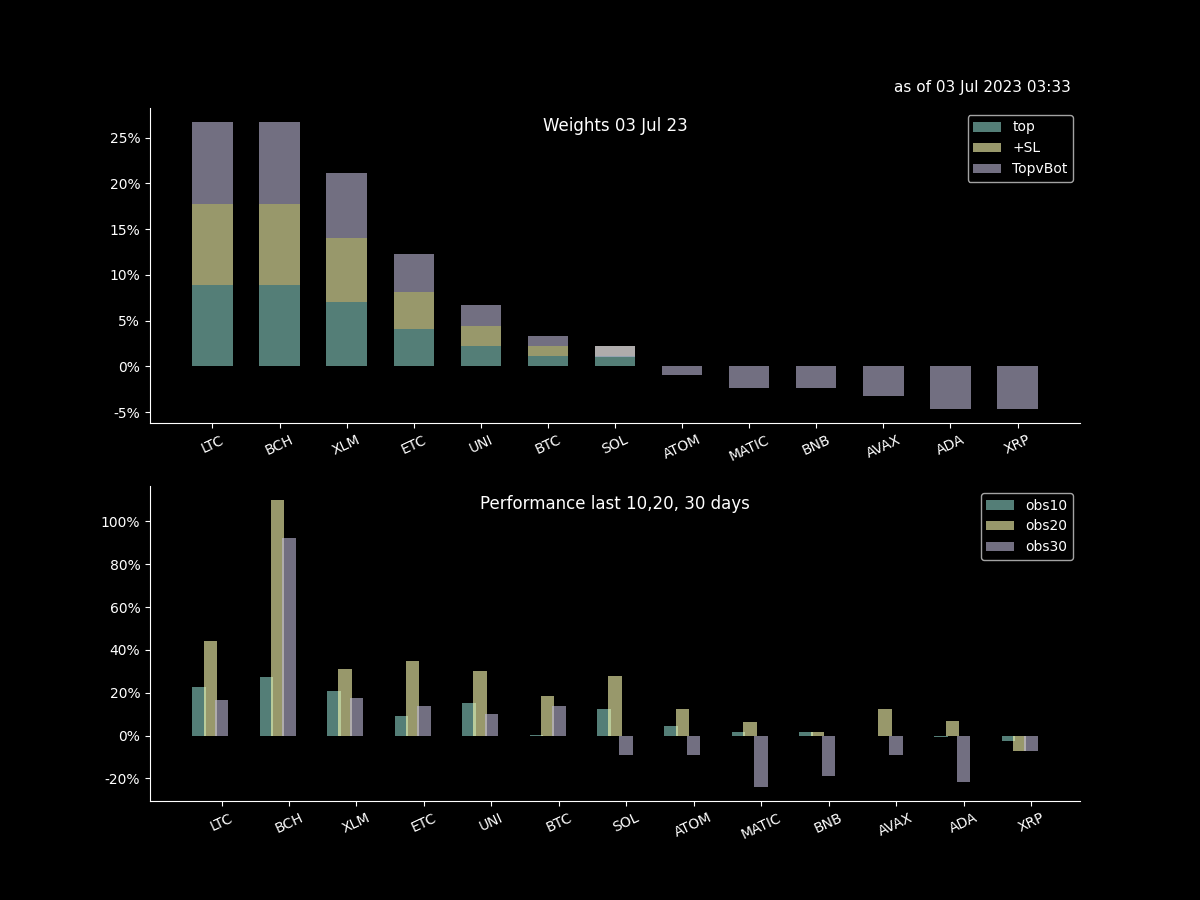 as of 03 Jul 2023 03:33
Weights 03 Jul 23
top
+SL
TopvBot
25%
20%
15%
10%
5%
0%
-5%
LTC BCH XLM ETC UNI BTC SOL ATOM MATIC BNB AVAX ADA XRP
Performance last 10,20, 30 days
obs10
obs20
obs30
100%
80%
60%
40%
20%
0%
-20%
LTC BCH XLM ETC UNI BTC SOL ATOM MATIC BNB AVAX ADA XRP